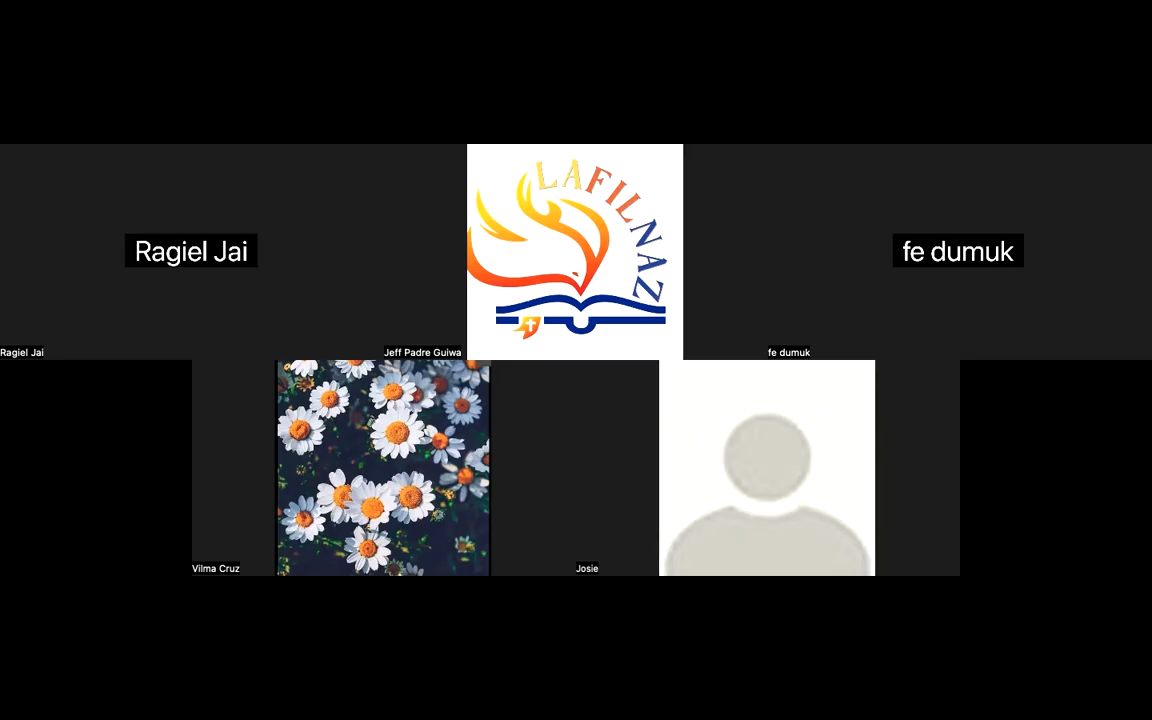 Ragiel Jai
LAFILNAZ
fe dumuk
Ragiel Jai
Jeff Padre Guiwa
fe dumuk
Vilma Cruz
Josie